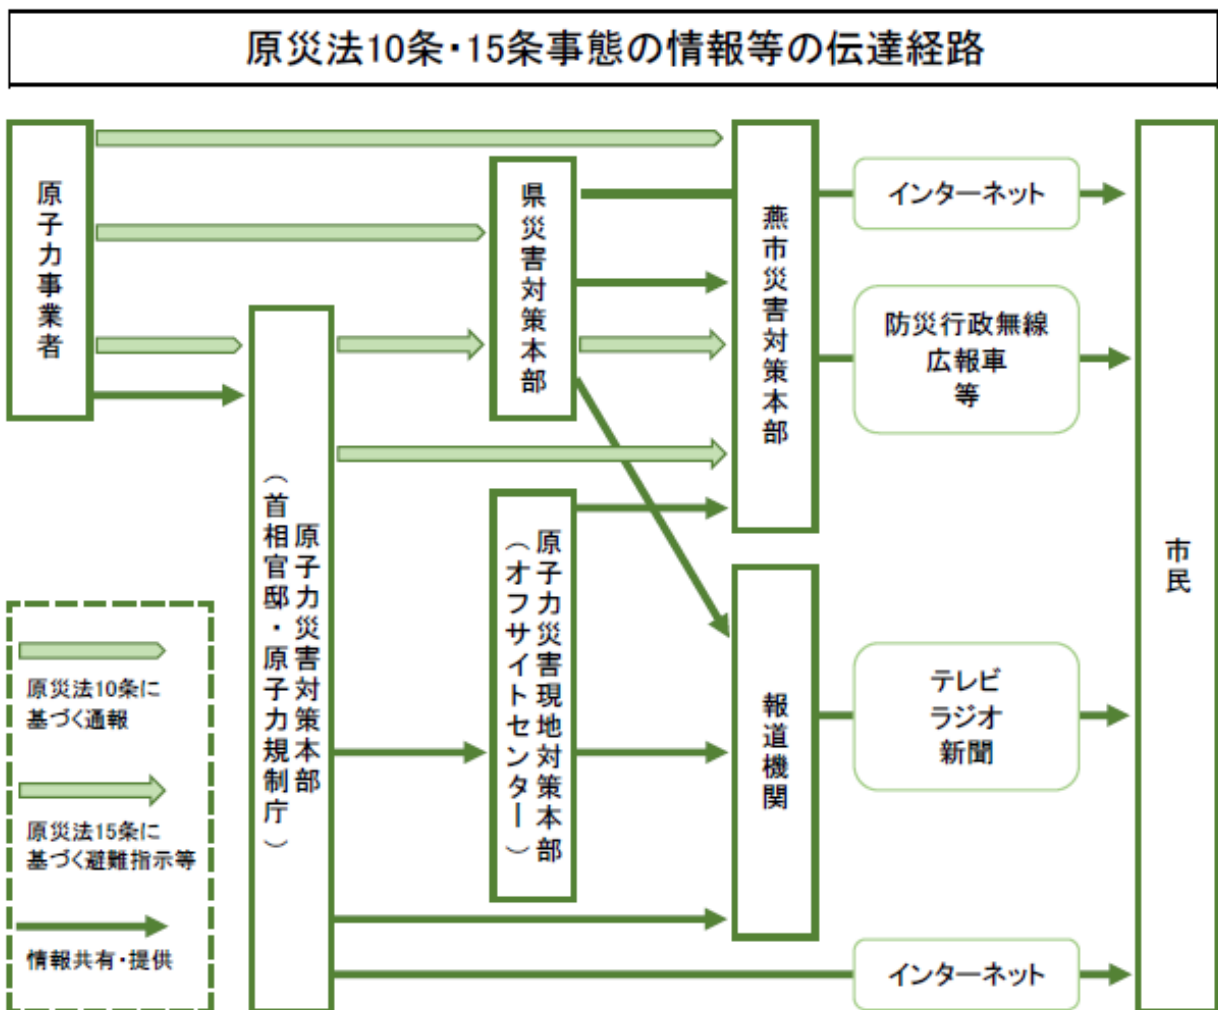 原災法10条・15条事態の情報等の伝達経路
原子力事業者
県災害対策本部
燕市災害対策本部
インターネット
防災行政無線
広報車
等
原子力災害対策本部
（首相官邸・原子力規制庁）
原子力災害現地対策本部
（オフサイトセンター）
報道機関
テレビ
ラジオ
新聞
インターネット
市民
原災法10条に
基づく通報
原災法15条に
基づく避難指示等
情報共有・提供